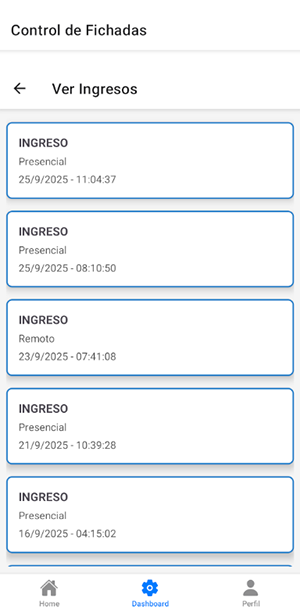 Control de Fichadas
Ver Ingresos
INGRESO
Presencial
25/9/2025 - 11:04:37
INGRESO
Presencial
25/9/2025 - 08:10:50
INGRESO
Remoto
23/9/2025 - 07:41:08
INGRESO
Presencial
21/9/2025 - 10:39:28
INGRESO
Presencial
16/9/2025 - 04:15:02
Home
Dashboard
Perfil